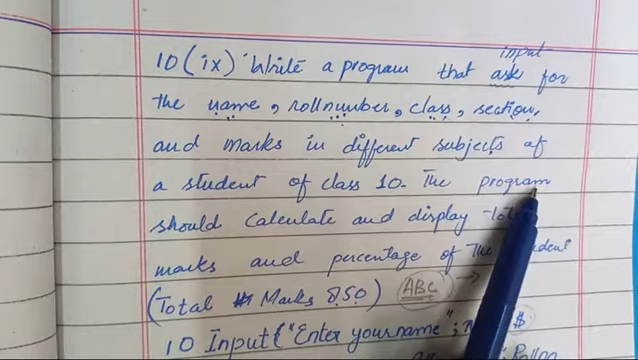 input
10 (ix) Write a program that ask for
the name, rollnumber, class, section,
and marks in different subjects of
a student of class 10. The program
should calculate and display
marks and percentage of the
(Total Marks 850) ABC →
10 Input ("Enter your name" ; $